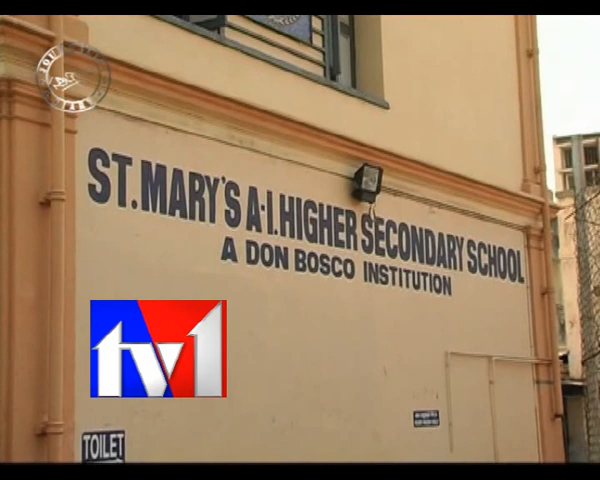 ST. MARY'S A.I. HIGHER SECONDARY SCHOOL
A DON BOSCO INSTITUTION
tv1
TOILET